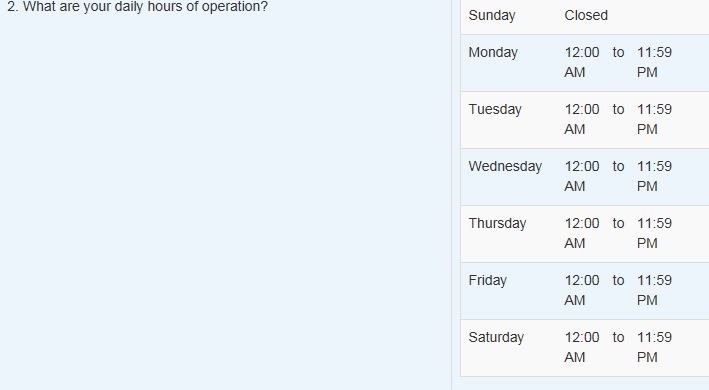 2. What are your daily hours of operation?
Sunday Closed
Monday 12:00 to 11:59
AM PM
Tuesday 12:00 to 11:59
AM PM
Wednesday 12:00 to 11:59
AM PM
Thursday 12:00 to 11:59
AM PM
Friday 12:00 to 11:59
AM PM
Saturday 12:00 to 11:59
AM PM